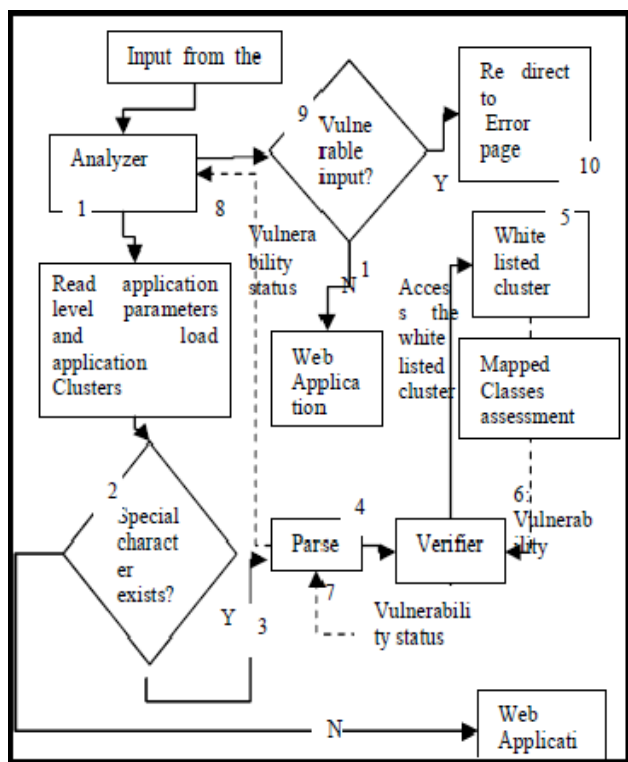 Input from the
Analyzer
1
8
Read application
level parameters
and load
application
Clusters
2
Special
charact
er
exists?
Y
3
N
9
Vulne
rable
input?
Y
Re direct
to
Error
page
10
Vulnera
bility
status
N
1
Web
Applica
tion
Acces
s the
white
listed
cluster
5
White
listed
cluster
Mapped
Classes
assessment
6:
Vulnerab
ility
Parse
4
Verifier
7
Vulnerabili
ty status
Web
Applicati